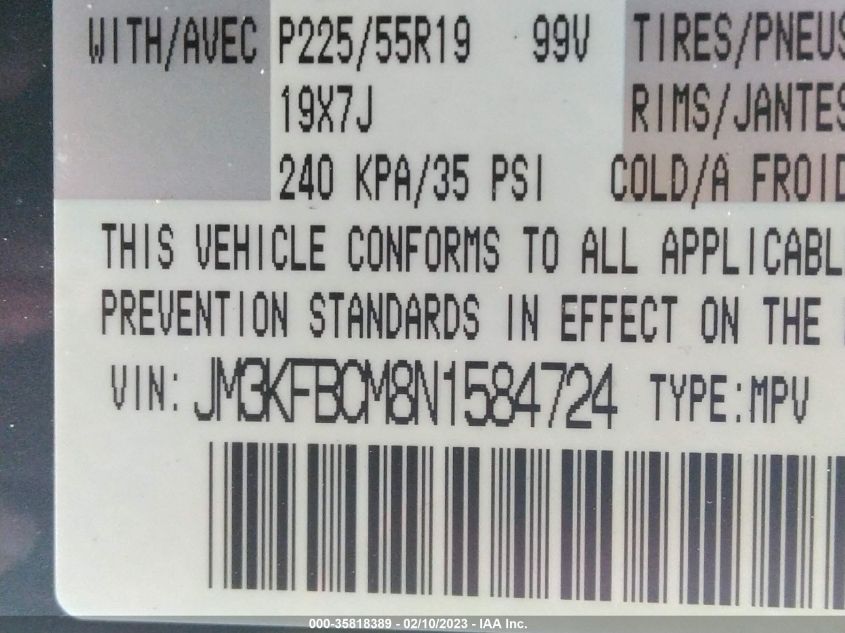 WITH/AVEC P225/55R19 99V TIRES/PNEUS
19X7J RIMS/JANTES
240 KPA/35 PSI COLD/A FROID
THIS VEHICLE CONFORMS TO ALL APPLICABL
PREVENTION STANDARDS IN EFFECT ON THE
VIN: JM3KFBCM8N1584724 TYPE:MPV
000-35818389 - 02/10/2023 - IAA Inc.